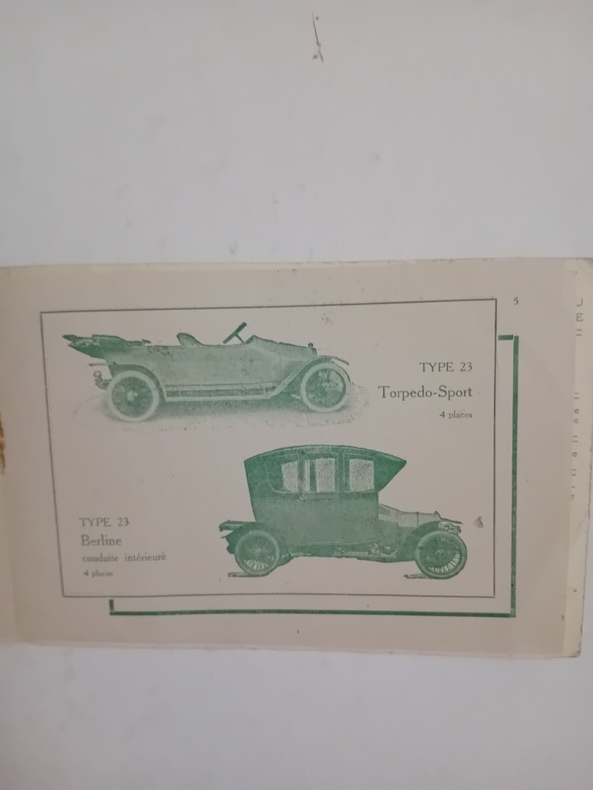 5
TYPE 23
Torpedo-Sport
4 places
TYPE 23
Berline
conduite intérieure
4 places
J
E